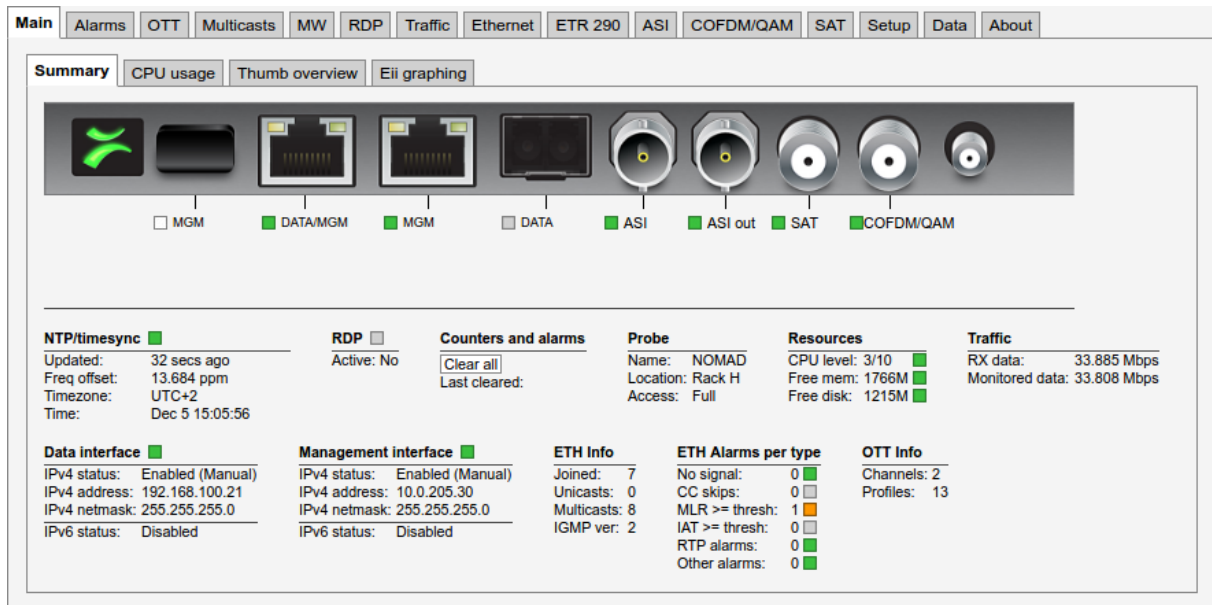 Main Alarms OTT Multicasts MW RDP Traffic Ethernet ETR 290 ASI COFDM/QAM SAT Setup Data About
Summary CPU usage Thumb overview Eii graphing
MGM DATA/MGM MGM DATA ASI ASI out SAT COFDM/QAM
NTP/timesync
Updated: 32 secs ago
Freq offset: 13.684 ppm
Timezone: UTC+2
Time: Dec 5 15:05:56
RDP
Active: No
Counters and alarms
Clear all
Last cleared:
Probe
Name: NOMAD
Location: Rack H
Access: Full
Resources
CPU level: 3/10
Free mem: 1766M
Free disk: 1215M
Traffic
RX data: 33.885 Mbps
Monitored data: 33.808 Mbps
Data interface
IPv4 status: Enabled (Manual)
IPv4 address: 192.168.100.21
IPv4 netmask: 255.255.255.0
IPv6 status: Disabled
Management interface
IPv4 status: Enabled (Manual)
IPv4 address: 10.0.205.30
IPv4 netmask: 255.255.255.0
IPv6 status: Disabled
ETH Info
Joined: 7
Unicasts: 0
Multicasts: 8
IGMP ver: 2
ETH Alarms per type
No signal: 0
CC skips: 0
MLR >= thresh: 1
IAT >= thresh: 0
RTP alarms: 0
Other alarms: 0
OTT Info
Channels: 2
Profiles: 13